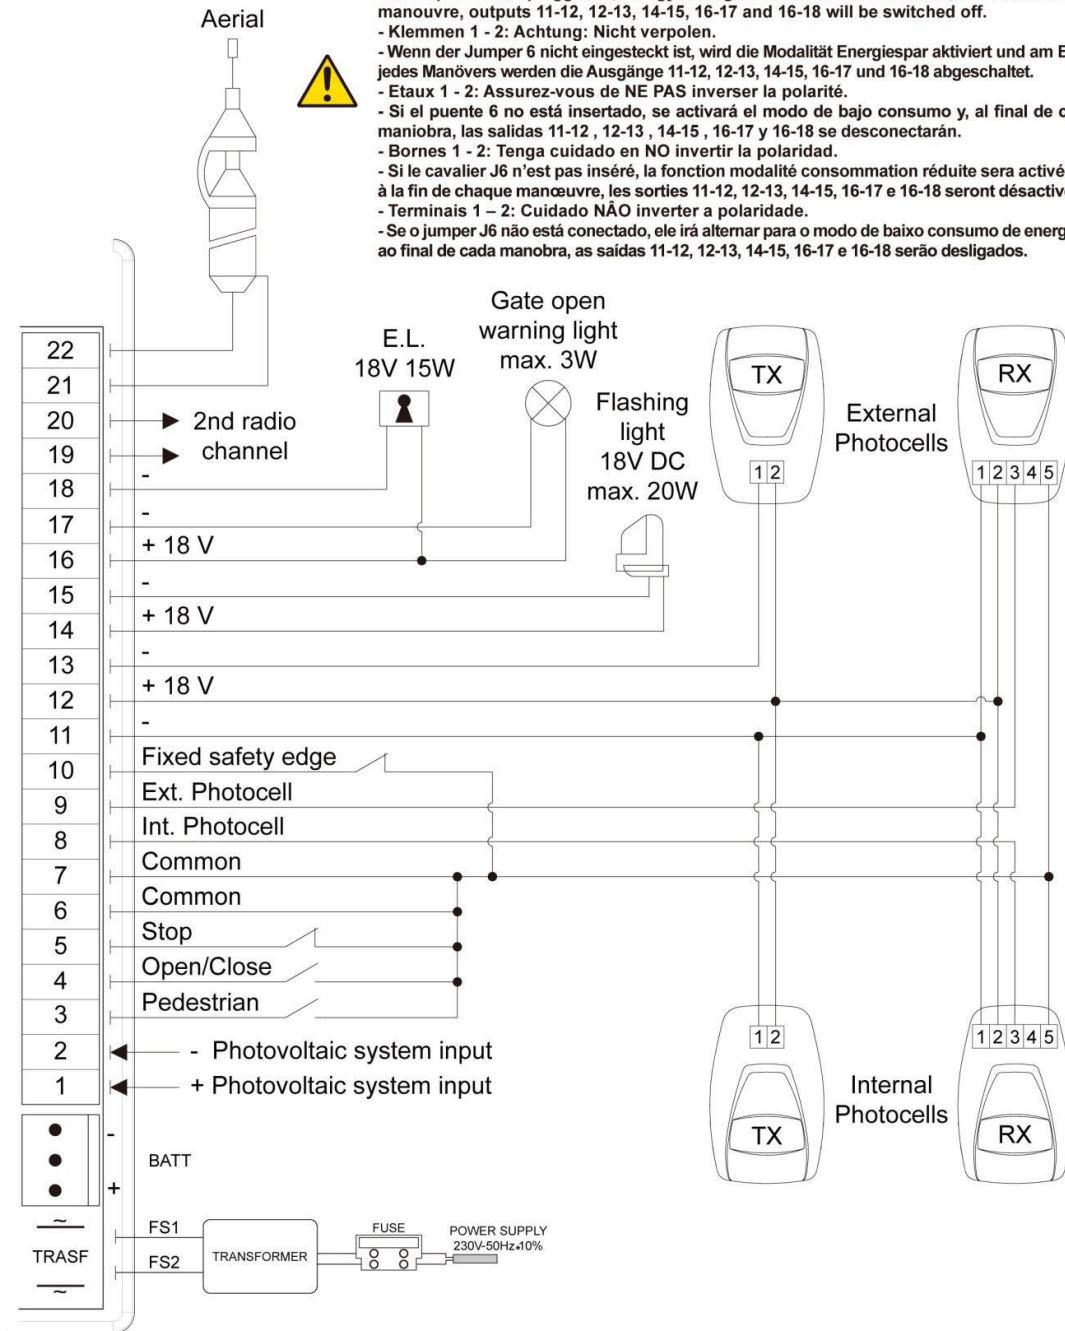 manouvre, outputs 11-12, 12-13, 14-15, 16-17 and 16-18 will be switched off.
- Klemmen 1 - 2: Achtung: Nicht verpolen.
- Wenn der Jumper 6 nicht eingesteckt ist, wird die Modalität Energiespar aktiviert und am E
jedes Manövers werden die Ausgänge 11-12, 12-13, 14-15, 16-17 und 16-18 abgeschaltet.
- Etaux 1 - 2: Assurez-vous de NE PAS inverser la polarité.
- Si el puente 6 no está insertado, se activará el modo de bajo consumo y, al final de c
maniobra, las salidas 11-12 , 12-13 , 14-15 , 16-17 y 16-18 se desconectarán.
- Bornes 1 - 2: Tenga cuidado en NO invertir la polaridad.
- Si le cavalier J6 n'est pas inséré, la fonction modalité consommation réduite sera activé
à la fin de chaque manœuvre, les sorties 11-12, 12-13, 14-15, 16-17 e 16-18 seront désactiv
- Terminais 1 – 2: Cuidado NÂO inverter a polaridade.
- Se o jumper J6 não está conectado, ele irá alternar para o modo de baixo consumo de energ
ao final de cada manobra, as saídas 11-12, 12-13, 14-15, 16-17 e 16-18 serão desligados.
Aerial
E.L.
18V 15W
Gate open
warning light
max. 3W
Flashing
light
18V DC
max. 20W
TX
1 2
External
Photocells
RX
1 2 3 4 5
22
21
20 2nd radio
19 channel
18 -
17 -
16 + 18 V
15 -
14 + 18 V
13 -
12 + 18 V
11 -
10 Fixed safety edge
9 Ext. Photocell
8 Int. Photocell
7 Common
6 Common
5 Stop
4 Open/Close
3 Pedestrian
2 - Photovoltaic system input
1 + Photovoltaic system input
1 2
TX
Internal
Photocells
1 2 3 4 5
RX
-
BATT
+
~
TRASF
~
FS1
FS2
TRANSFORMER
FUSE
POWER SUPPLY
230V-50Hz±10%